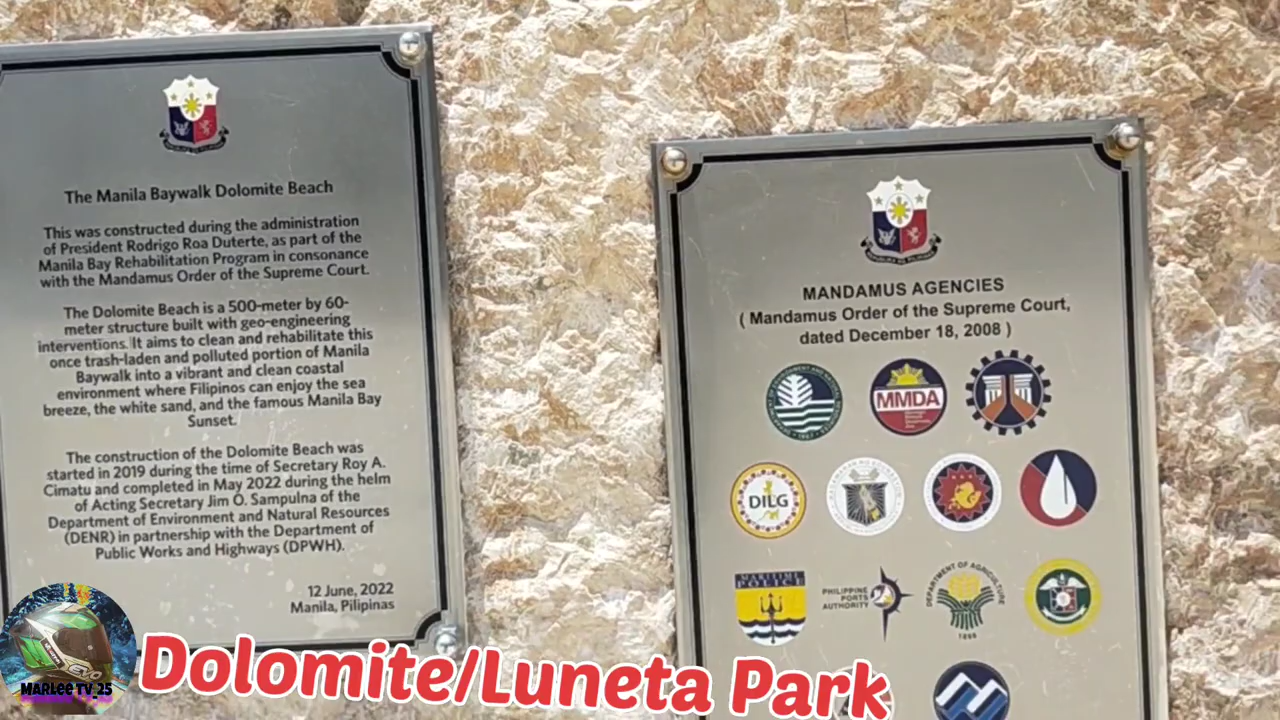 The Manila Baywalk Dolomite Beach
This was constructed during the administration
of President Rodrigo Roa Duterte, as part of the
Manila Bay Rehabilitation Program in consonance
with the Mandamus Order of the Supreme Court.
The Dolomite Beach is a 500-meter by 60-
meter structure built with geo-engineering
interventions. It aims to clean and rehabilitate this
once trash-laden and polluted portion of Manila
Baywalk into a vibrant and clean coastal
environment where Filipinos can enjoy the sea
breeze, the white sand, and the famous Manila Bay
Sunset.
The construction of the Dolomite Beach was
started in 2019 during the time of Secretary Roy A.
Cimatu and completed in May 2022 during the helm
of Acting Secretary Jim O. Sampulna of the
Department of Environment and Natural Resources
(DENR) in partnership with the Department of
Public Works and Highways (DPWH).
12 June, 2022
Manila, Pilipinas
REPUBLIKA NG PILIPINAS
MANDAMUS AGENCIES
( Mandamus Order of the Supreme Court,
dated December 18, 2008 )
MMDA
DILG
MARITIME
POLICE
PHILIPPINE
PORTS
AUTHORITY
DEPARTMENT OF AGRICULTURE
1898
MARLEE TV 25
Dolomite/Luneta Park